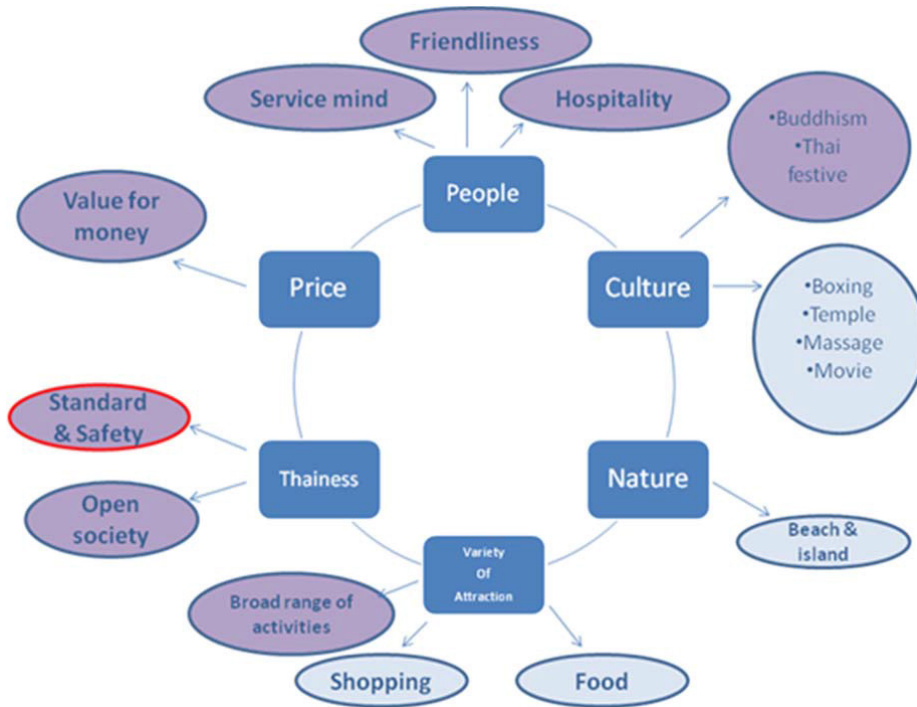 Friendliness
Service mind
Hospitality
•Buddhism
•Thai
festive
People
Value for
money
Price
Culture
•Boxing
•Temple
•Massage
•Movie
Standard
& Safety
Thainess
Nature
Open
society
Beach &
island
Variety
Of
Attraction
Broad range of
activities
Shopping
Food